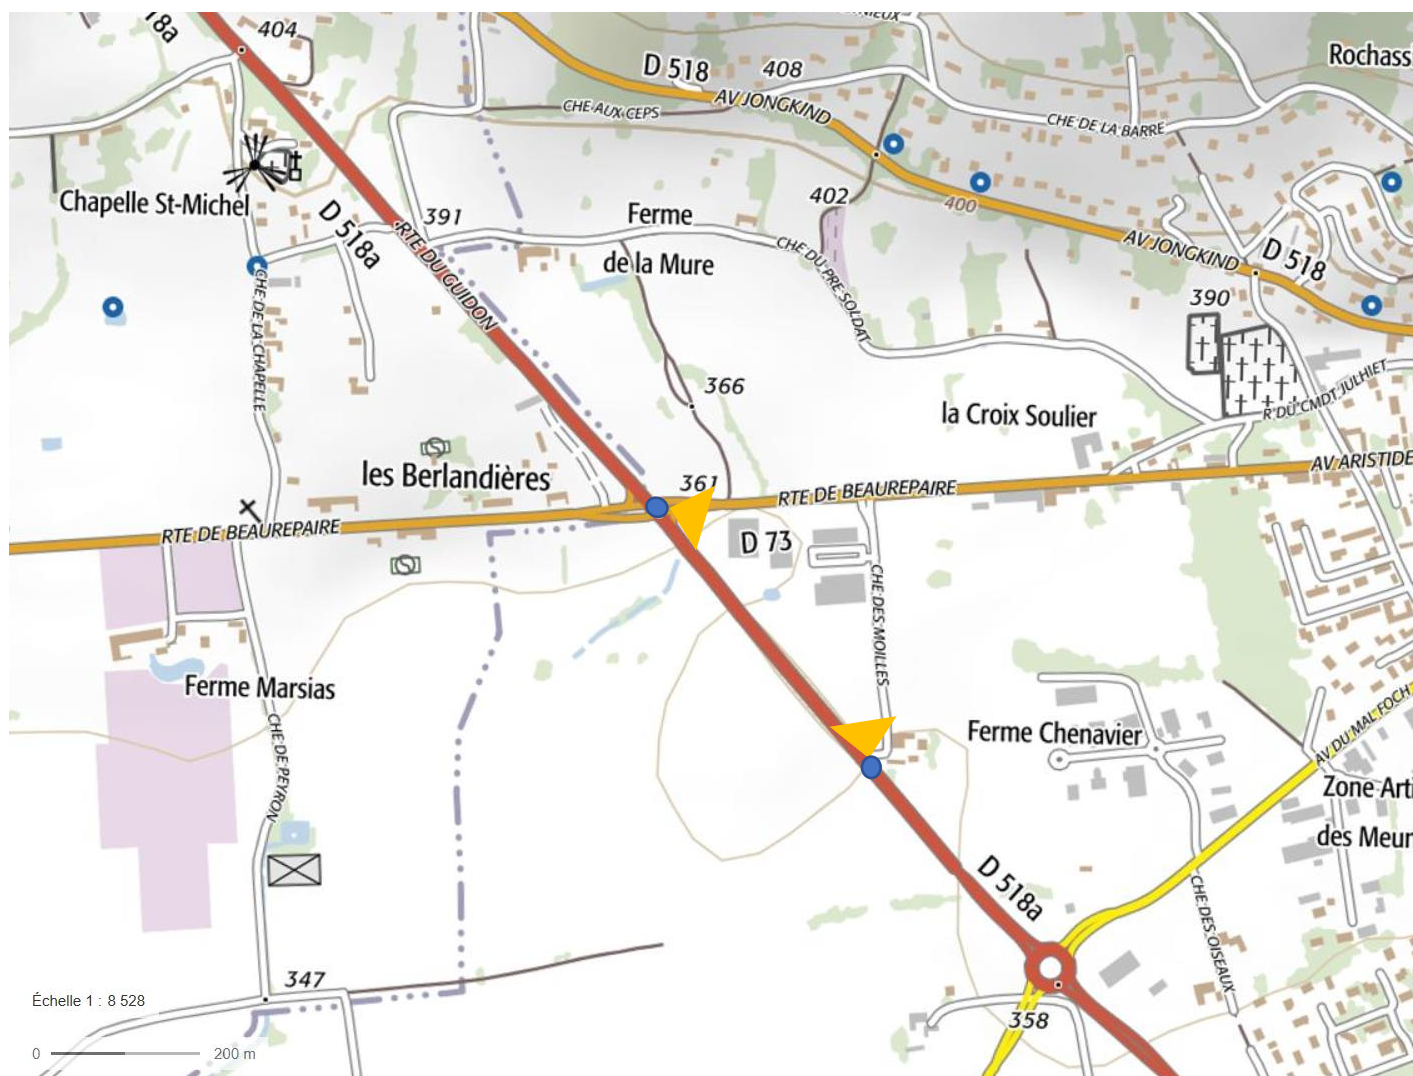 18a
404
D 518
408
Rochass
AV JONGKIND
CHE AUX CEPS
CHE DE LA BARRE
Chapelle St-Michel
D 518a
391
RTE DU GUIDON
Ferme
de la Mure
402
CHE DU PRE SOLDAT
400
AV JONGKIND
D 518
390
CHE DE LA CHAPELLE
366
la Croix Soulier
R DU CMDT JULHIET
AV ARISTIDE
les Berlandières
361
RTE DE BEAUREPAIRE
RTE DE BEAUREPAIRE
D 73
CHE DES MOILLES
Ferme Marsias
CHE DE PEYRON
Ferme Chenavier
AV DU MAL FOCH
Zone Arti
des Meur
D 518a
CHE DES OISEAUX
347
358
Échelle 1 : 8 528
0 200 m